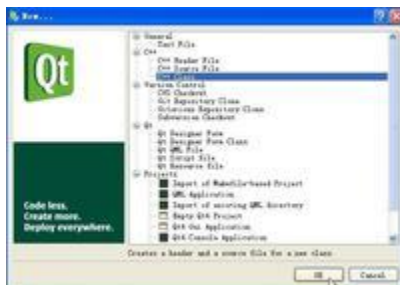 New...
Qt
Code less.
Create more.
Deploy everywhere.
General
Text File
C++
C++ Header File
C++ Source File
C++ Class
Version Control
CVS Checkout
Git Repository Clone
Gitorious Repository Clone
Subversion Checkout
Qt
Qt Designer Form
Qt Designer Form Class
Qt QML File
Qt Script File
Qt Resource File
Projects
Import of Makefile-based Project
QML Application
Import of existing QML directory
Empty Qt4 Project
Qt4 Gui Application
Qt4 Console Application
Creates a header and a source file for a new class
OK
Cancel